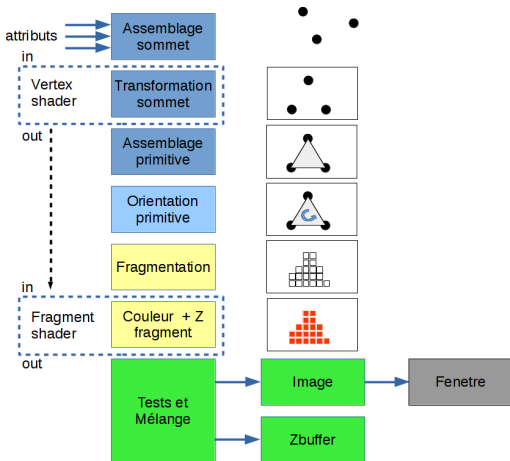 attributs
Assemblage
sommet
in
Vertex
shader
Transformation
sommet
out
Assemblage
primitive
Orientation
primitive
Fragmentation
in
Fragment
shader
Couleur + Z
fragment
out
Tests et
Mélange
Image
Fenetre
Zbuffer